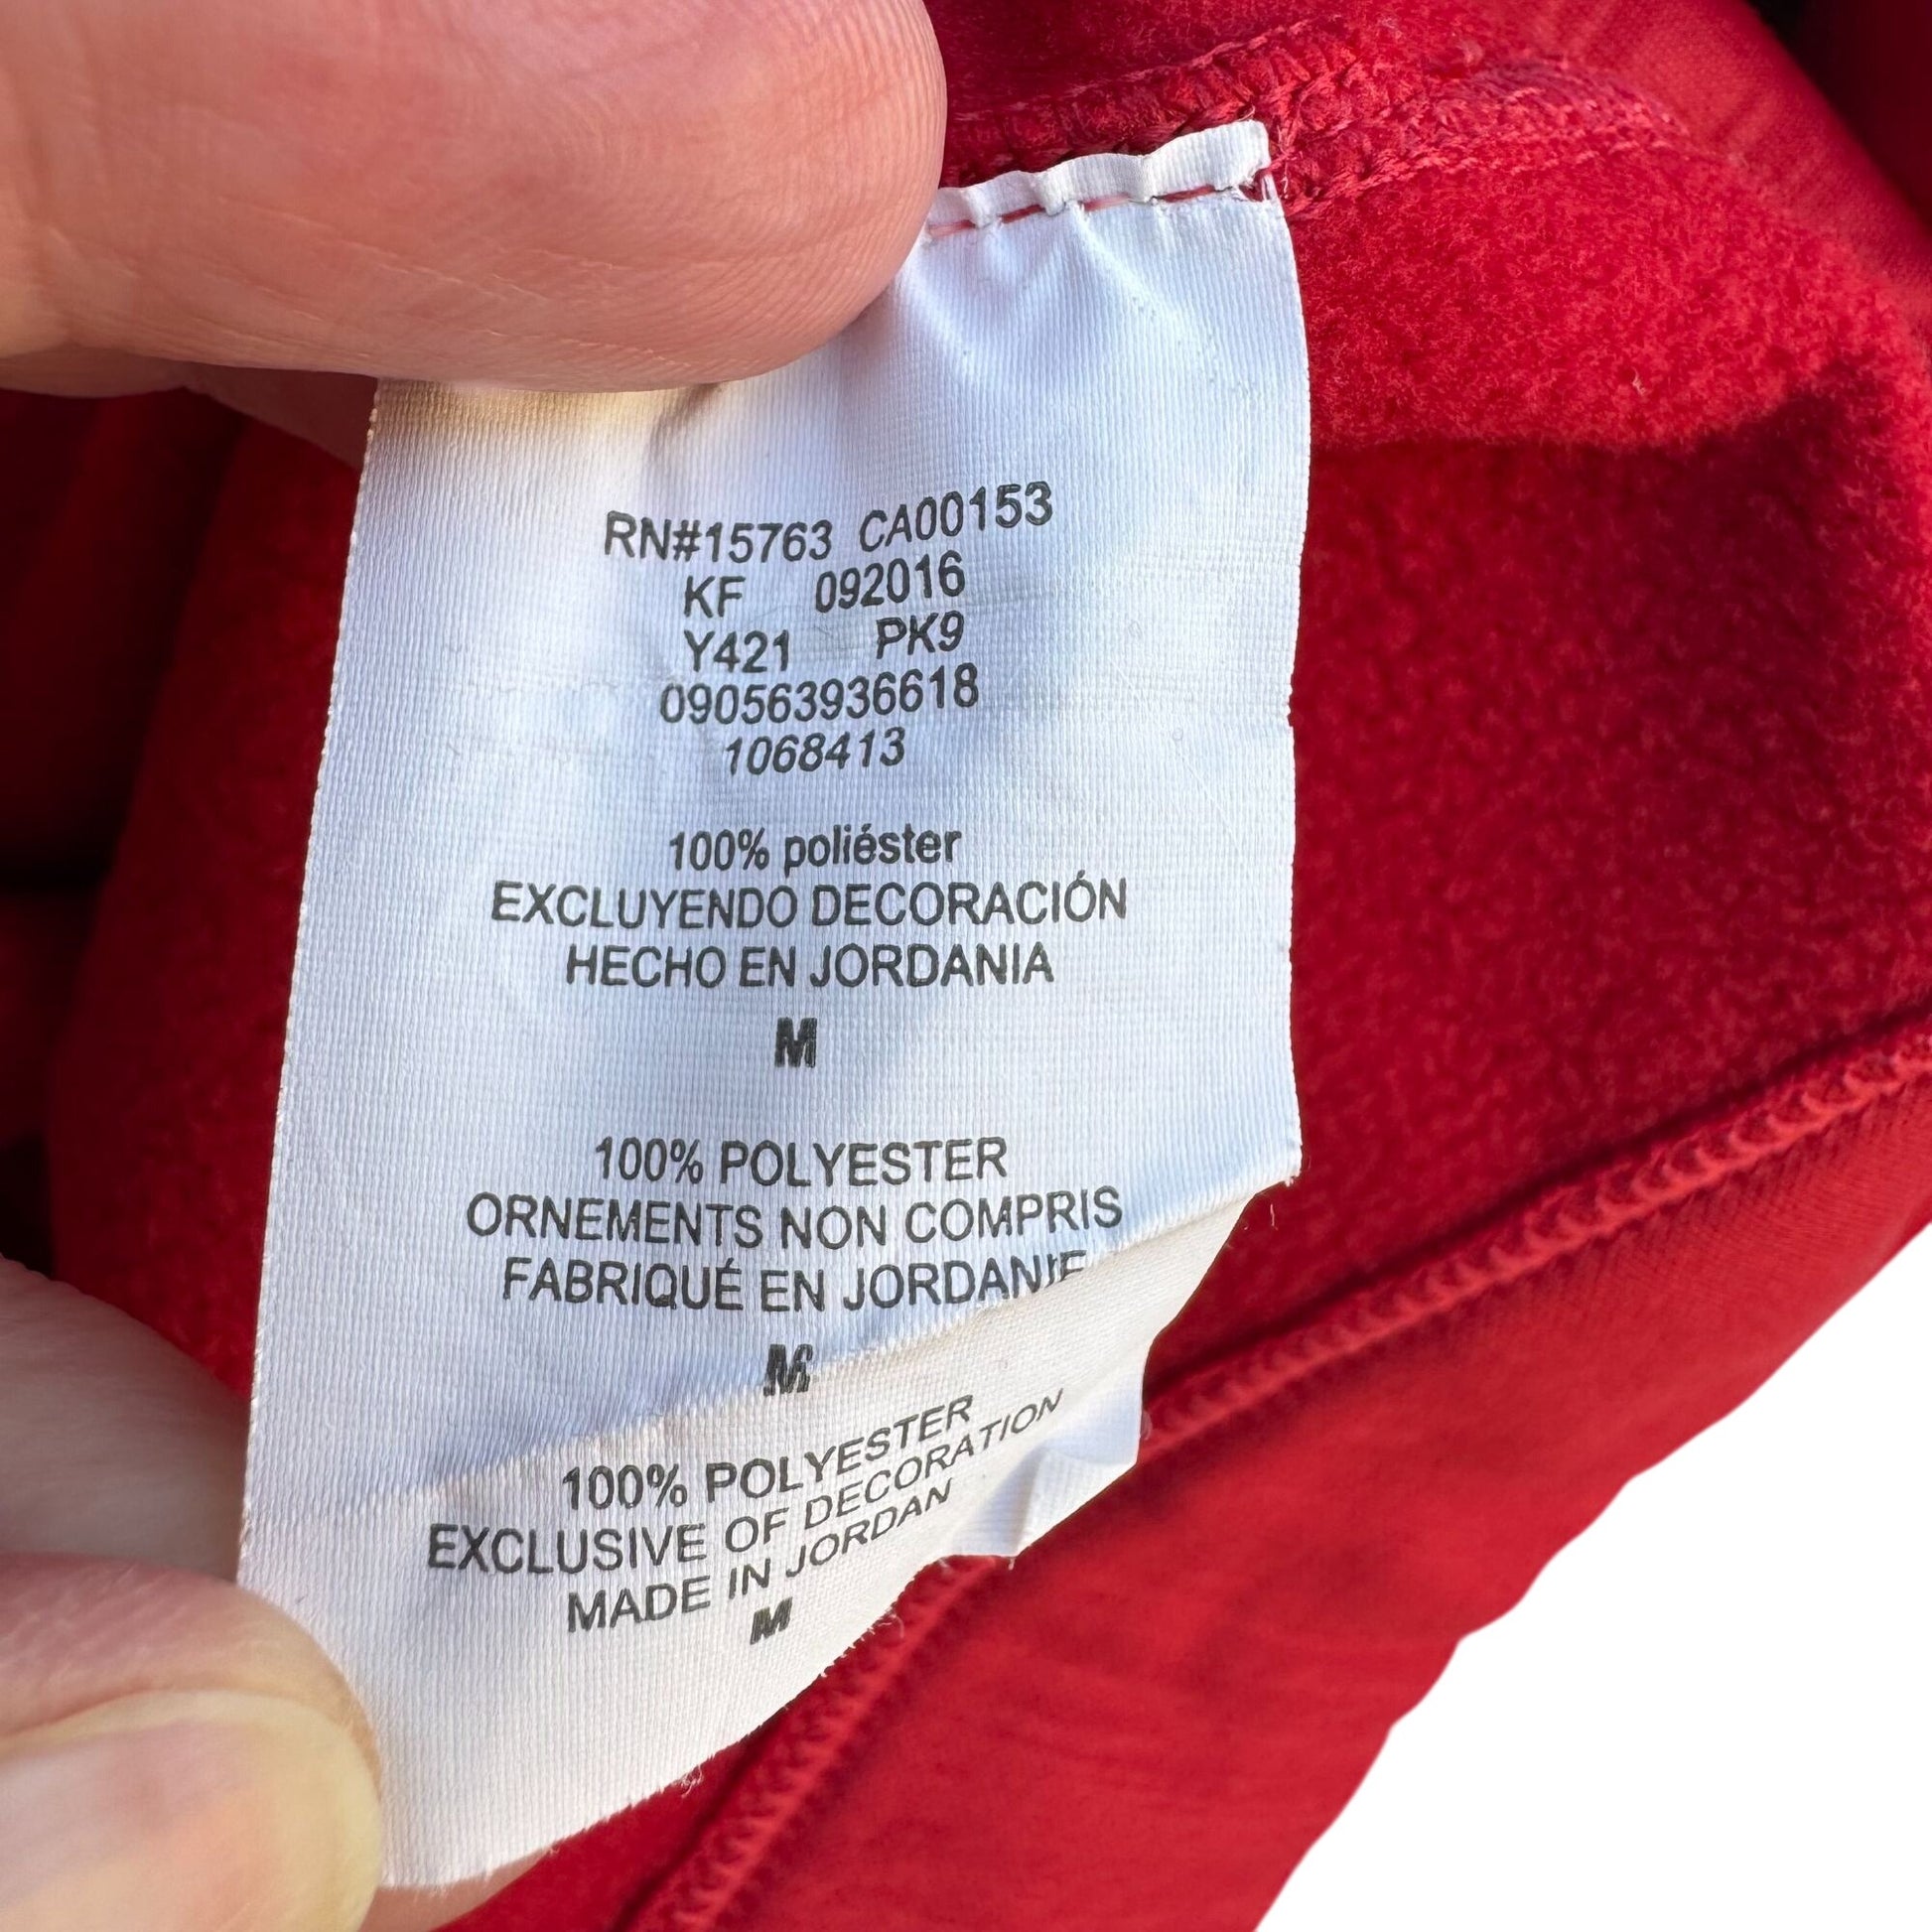 RN#15763 CA00153
KF 092016
Y421 PK9
090563936618
1068413
100% poliéster
EXCLUYENDO DECORACIÓN
HECHO EN JORDANIA
M
100% POLYESTER
ORNEMENTS NON COMPRIS
FABRIQUÉ EN JORDANIE
M
100% POLYESTER
EXCLUSIVE OF DECORATION
MADE IN JORDAN
M